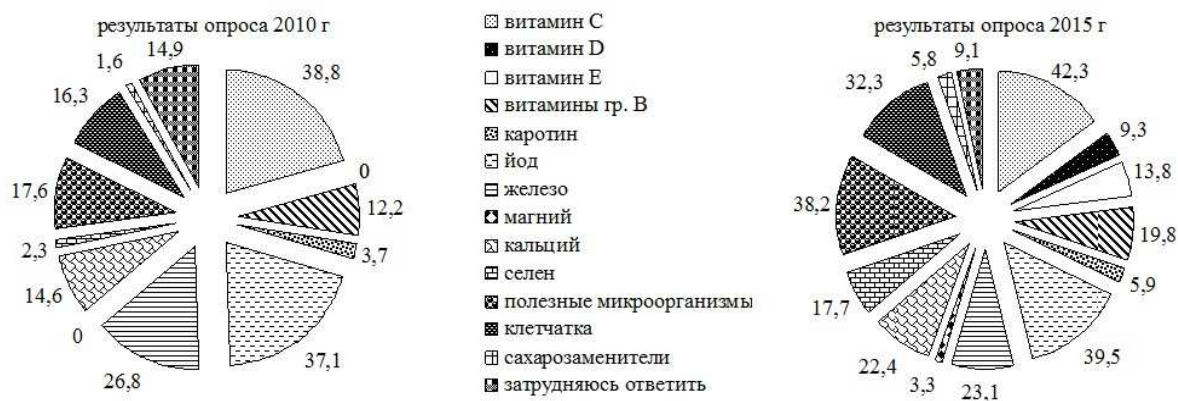 результаты опроса 2010 г
38,8
0
12,2
3,7
37,1
26,8
0
14,6
2,3
17,6
16,3
1,6
14,9
витамин С
витамин D
витамин Е
витамины гр. В
каротин
йод
железо
магний
кальций
селен
полезные микроорганизмы
клетчатка
сахарозаменители
затрудняюсь ответить
результаты опроса 2015 г
42,3
9,3
13,8
19,8
5,9
39,5
23,1
3,3
22,4
17,7
38,2
32,3
5,8
9,1